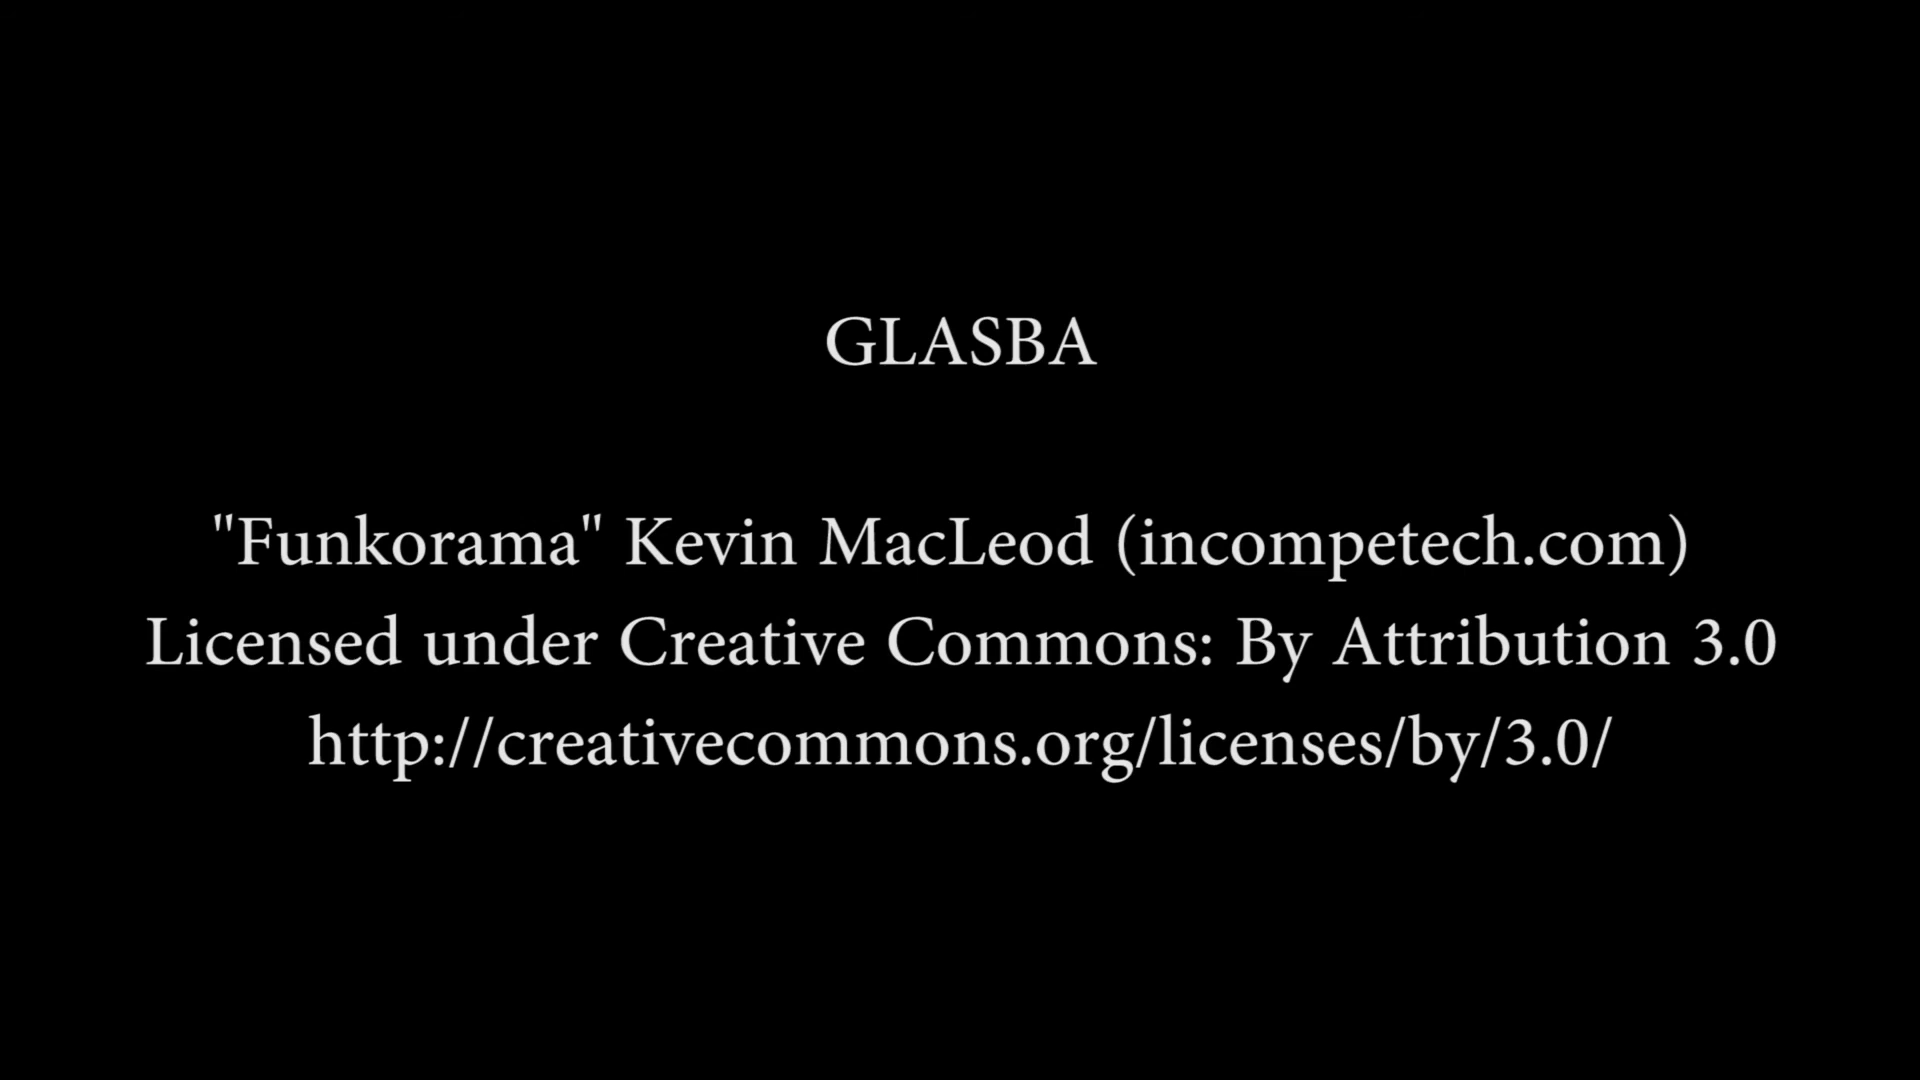 GLASBA
"Funkorama" Kevin MacLeod (incompetech.com)
Licensed under Creative Commons: By Attribution 3.0
http://creativecommons.org/licenses/by/3.0/